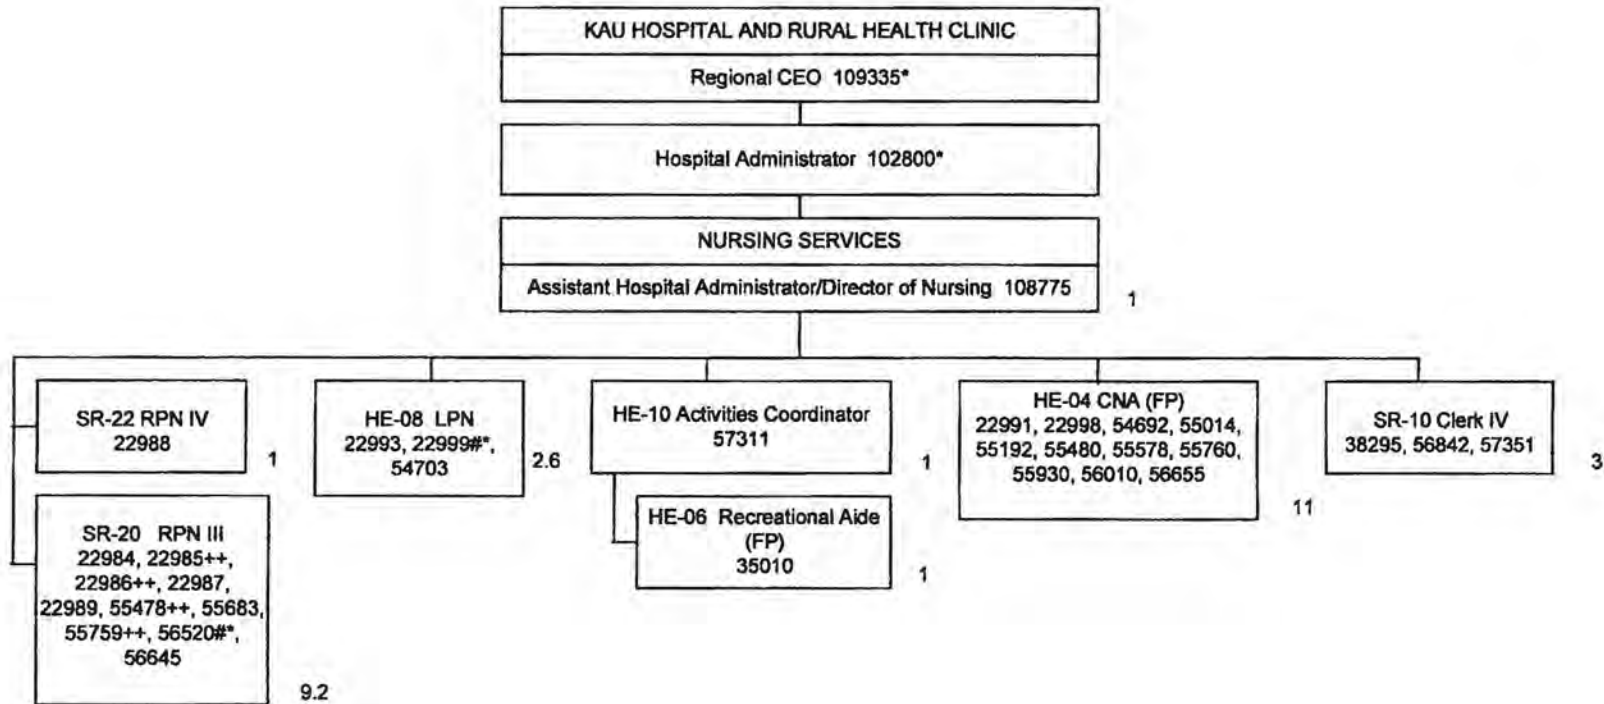 KAU HOSPITAL AND RURAL HEALTH CLINIC
Regional CEO 109335*
Hospital Administrator 102800*
NURSING SERVICES
Assistant Hospital Administrator/Director of Nursing 108775
1
SR-22 RPN IV
22988
1
SR-20 RPN III
22984, 22985++,
22986++, 22987,
22989, 55478++, 55683,
55759++, 56520#*,
56645
9.2
HE-08 LPN
22993, 22999#*,
54703
2.6
HE-10 Activities Coordinator
57311
1
HE-06 Recreational Aide
(FP)
35010
1
HE-04 CNA (FP)
22991, 22998, 54692, 55014,
55192, 55480, 55578, 55760,
55930, 56010, 56655
11
SR-10 Clerk IV
38295, 56842, 57351
3